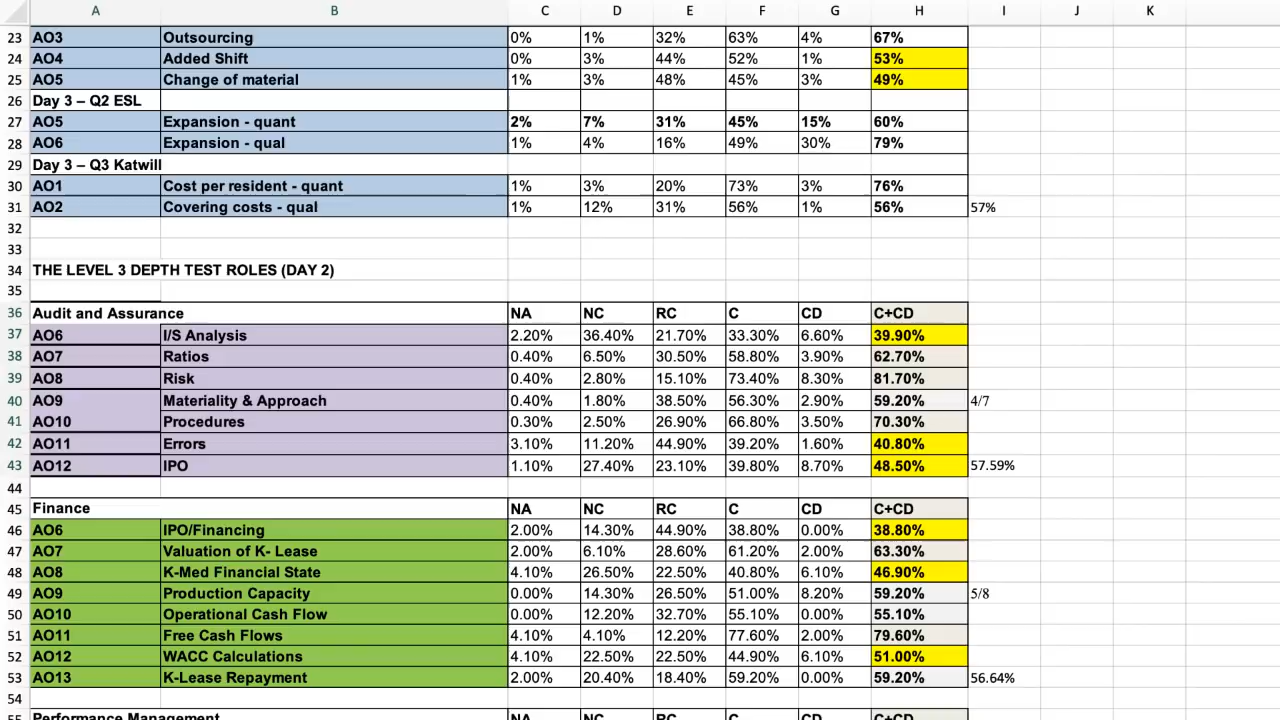 A B C D E F G H I J K
23 AO3 Outsourcing 0% 1% 32% 63% 4% 67%
24 AO4 Added Shift 0% 3% 44% 52% 1% 53%
25 AO5 Change of material 1% 3% 48% 45% 3% 49%
26 Day 3 – Q2 ESL
27 AO5 Expansion - quant 2% 7% 31% 45% 15% 60%
28 AO6 Expansion - qual 1% 4% 16% 49% 30% 79%
29 Day 3 – Q3 Katwill
30 AO1 Cost per resident - quant 1% 3% 20% 73% 3% 76%
31 AO2 Covering costs - qual 1% 12% 31% 56% 1% 56% 57%
32
33
34 THE LEVEL 3 DEPTH TEST ROLES (DAY 2)
35
36 Audit and Assurance NA NC RC C CD C+CD
37 AO6 I/S Analysis 2.20% 36.40% 21.70% 33.30% 6.60% 39.90%
38 AO7 Ratios 0.40% 6.50% 30.50% 58.80% 3.90% 62.70%
39 AO8 Risk 0.40% 2.80% 15.10% 73.40% 8.30% 81.70%
40 AO9 Materiality & Approach 0.40% 1.80% 38.50% 56.30% 2.90% 59.20% 4/7
41 AO10 Procedures 0.30% 2.50% 26.90% 66.80% 3.50% 70.30%
42 AO11 Errors 3.10% 11.20% 44.90% 39.20% 1.60% 40.80%
43 AO12 IPO 1.10% 27.40% 23.10% 39.80% 8.70% 48.50% 57.59%
44
45 Finance NA NC RC C CD C+CD
46 AO6 IPO/Financing 2.00% 14.30% 44.90% 38.80% 0.00% 38.80%
47 AO7 Valuation of K- Lease 2.00% 6.10% 28.60% 61.20% 2.00% 63.30%
48 AO8 K-Med Financial State 4.10% 26.50% 22.50% 40.80% 6.10% 46.90%
49 AO9 Production Capacity 0.00% 14.30% 26.50% 51.00% 8.20% 59.20% 5/8
50 AO10 Operational Cash Flow 0.00% 12.20% 32.70% 55.10% 0.00% 55.10%
51 AO11 Free Cash Flows 4.10% 4.10% 12.20% 77.60% 2.00% 79.60%
52 AO12 WACC Calculations 4.10% 22.50% 22.50% 44.90% 6.10% 51.00%
53 AO13 K-Lease Repayment 2.00% 20.40% 18.40% 59.20% 0.00% 59.20% 56.64%
54
55 Performance Management NA NC RC C CD C+CD